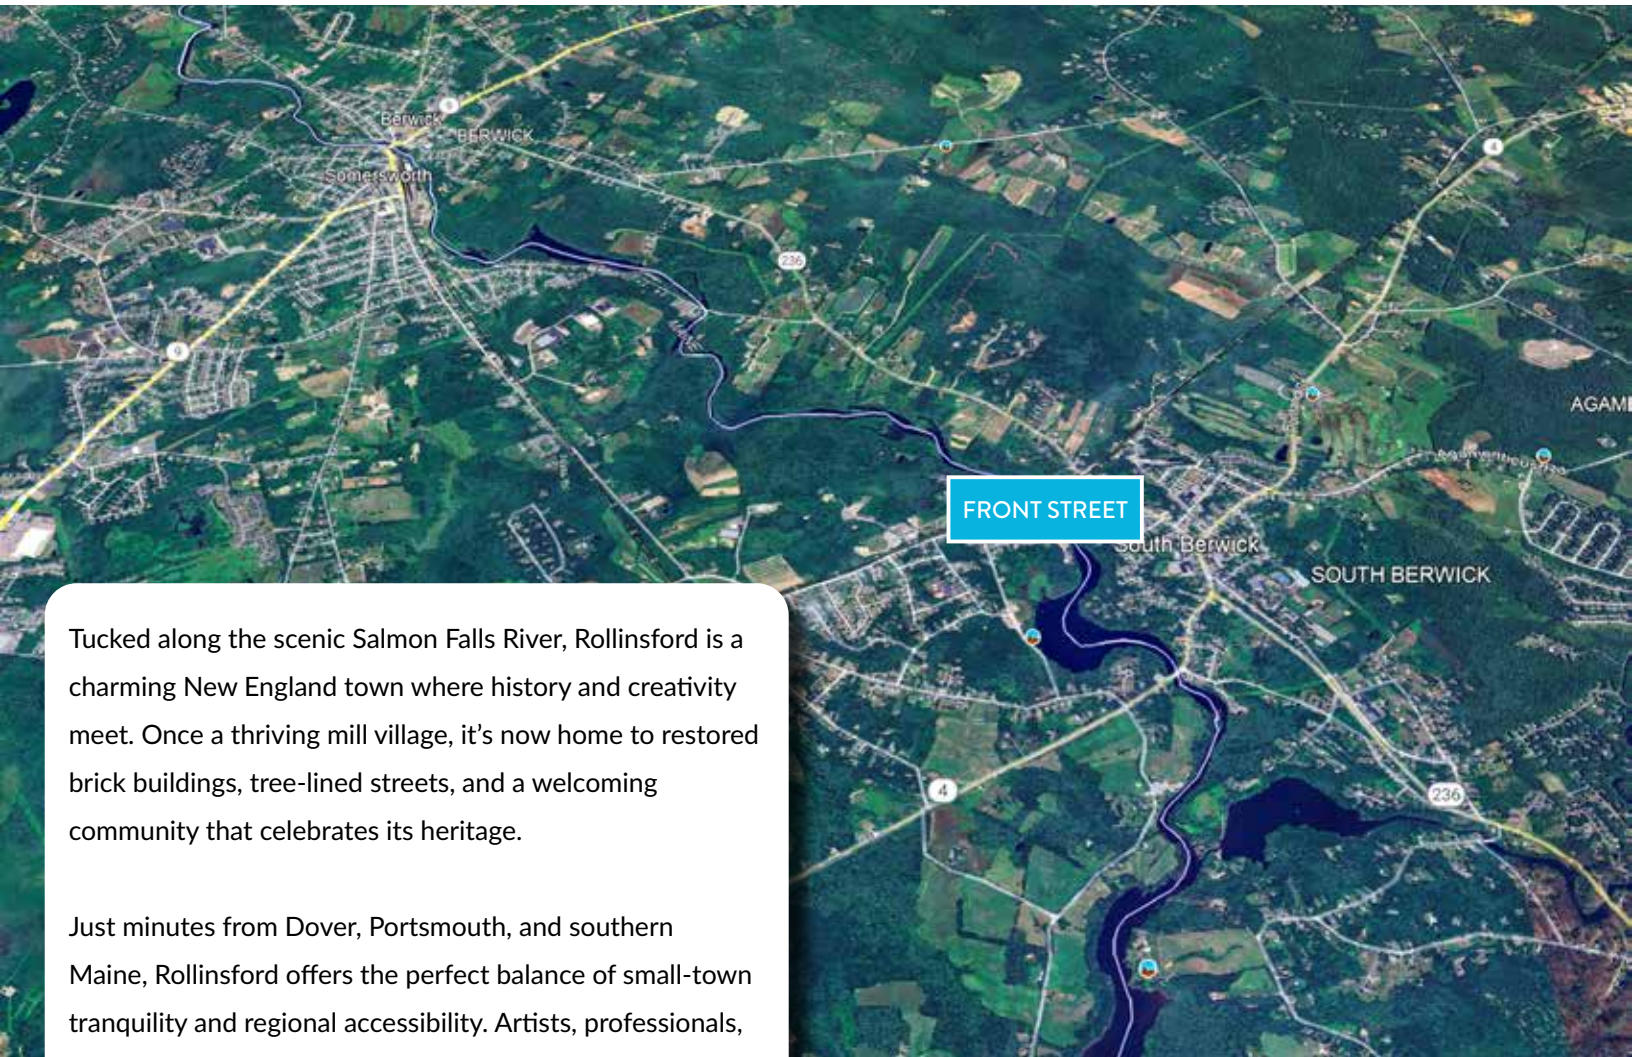 9
Berwick
BERWICK
4
Somersworth
236
9
AGAM
FRONT STREET
South Berwick
SOUTH BERWICK
Tucked along the scenic Salmon Falls River, Rollinsford is a
charming New England town where history and creativity
meet. Once a thriving mill village, it’s now home to restored
brick buildings, tree-lined streets, and a welcoming
community that celebrates its heritage.
Just minutes from Dover, Portsmouth, and southern
Maine, Rollinsford offers the perfect balance of small-town
tranquility and regional accessibility. Artists, professionals,
4
236